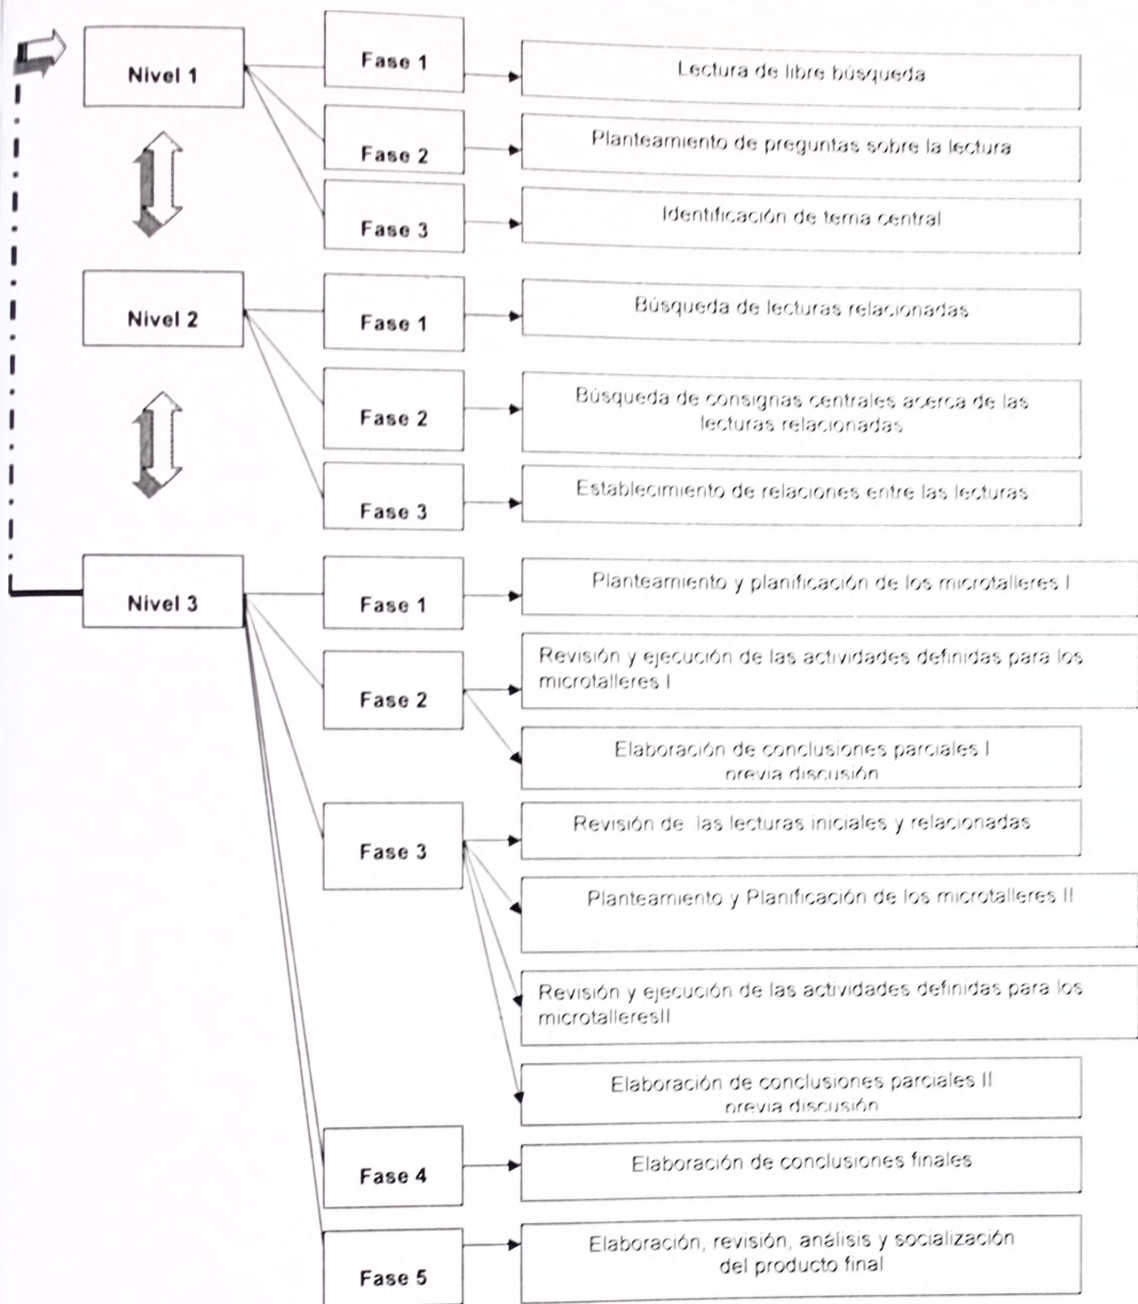 Nivel 1
Fase 1
Lectura de libre búsqueda
Fase 2
Planteamiento de preguntas sobre la lectura
Fase 3
Identificación de tema central
Nivel 2
Fase 1
Búsqueda de lecturas relacionadas
Fase 2
Búsqueda de consignas centrales acerca de las
lecturas relacionadas
Fase 3
Establecimiento de relaciones entre las lecturas
Nivel 3
Fase 1
Planteamiento y planificación de los microtalleres I
Fase 2
Revisión y ejecución de las actividades definidas para los
microtalleres I
Elaboración de conclusiones parciales I
previa discusión
Fase 3
Revisión de las lecturas iniciales y relacionadas
Planteamiento y Planificación de los microtalleres II
Revisión y ejecución de las actividades definidas para los
microtalleresII
Elaboración de conclusiones parciales II
previa discusión
Fase 4
Elaboración de conclusiones finales
Fase 5
Elaboración, revisión, análisis y socialización
del producto final